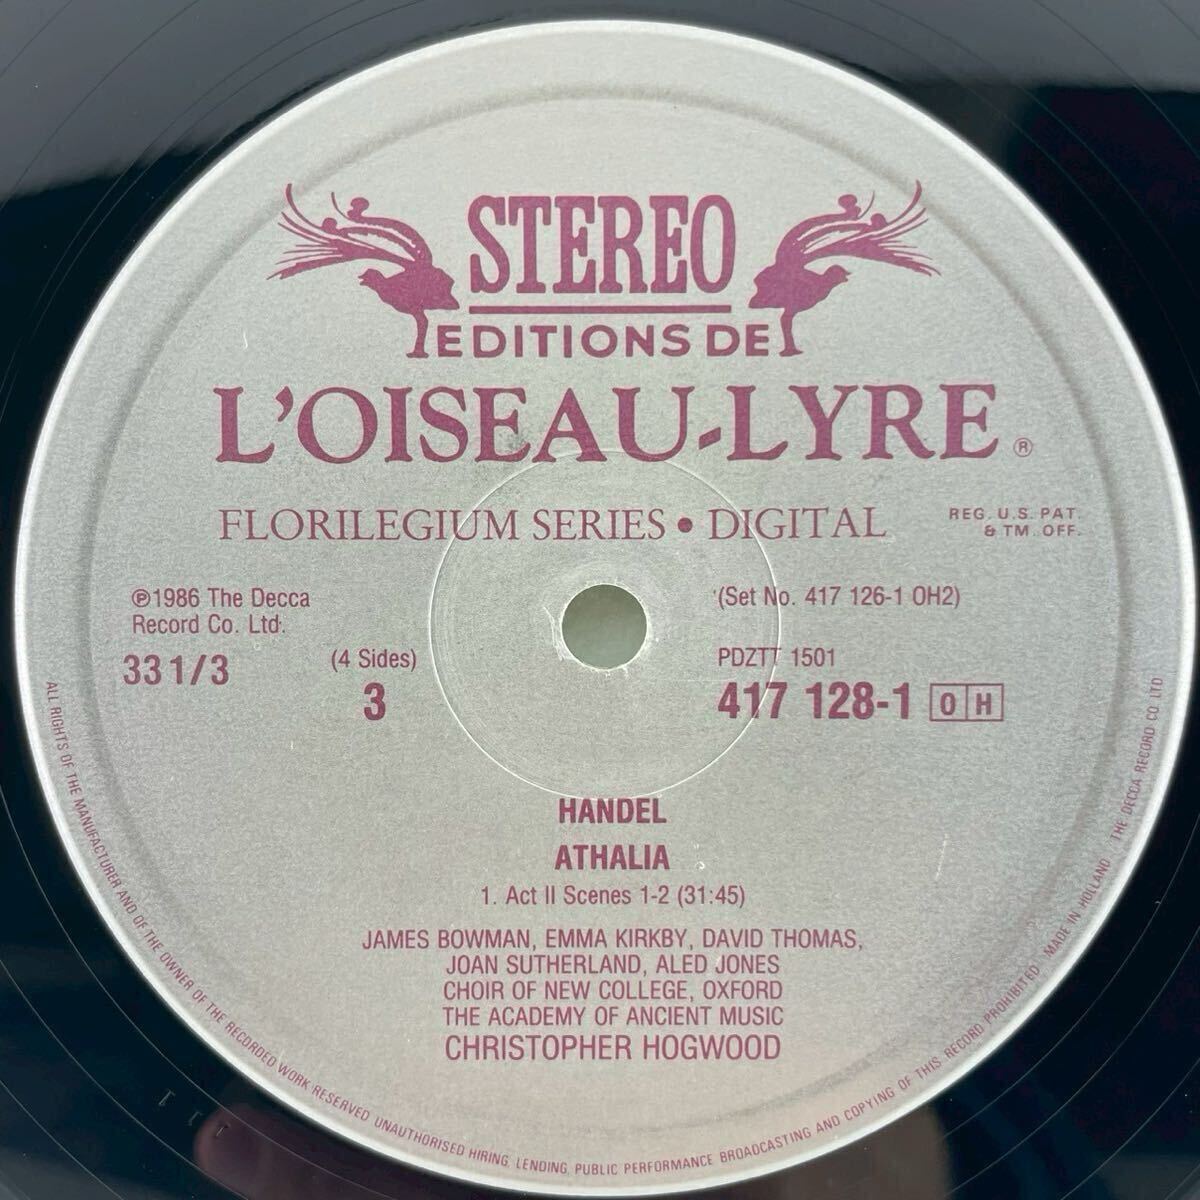 STEREO
EDITIONS DE
L'OISEAU-LYRE ®
FLORILEGIUM SERIES • DIGITAL
REG. U.S. PAT.
& TM. OFF.
℗1986 The Decca
Record Co. Ltd.
(Set No. 417 126-1 OH2)
33 1/3
(4 Sides)
3
PDZTT 1501
417 128-1 O H
HANDEL
ATHALIA
1. Act II Scenes 1-2 (31:45)
JAMES BOWMAN, EMMA KIRKBY, DAVID THOMAS,
JOAN SUTHERLAND, ALED JONES
CHOIR OF NEW COLLEGE, OXFORD
THE ACADEMY OF ANCIENT MUSIC
CHRISTOPHER HOGWOOD
ALL RIGHTS OF THE MANUFACTURER AND OF THE OWNER OF THE RECORDED WORK RESERVED UNAUTHORISED HIRING, LENDING, PUBLIC PERFORMANCE BROADCASTING AND COPYING OF THIS RECORD PROHIBITED MADE IN HOLLAND THE DECCA RECORD CO LTD